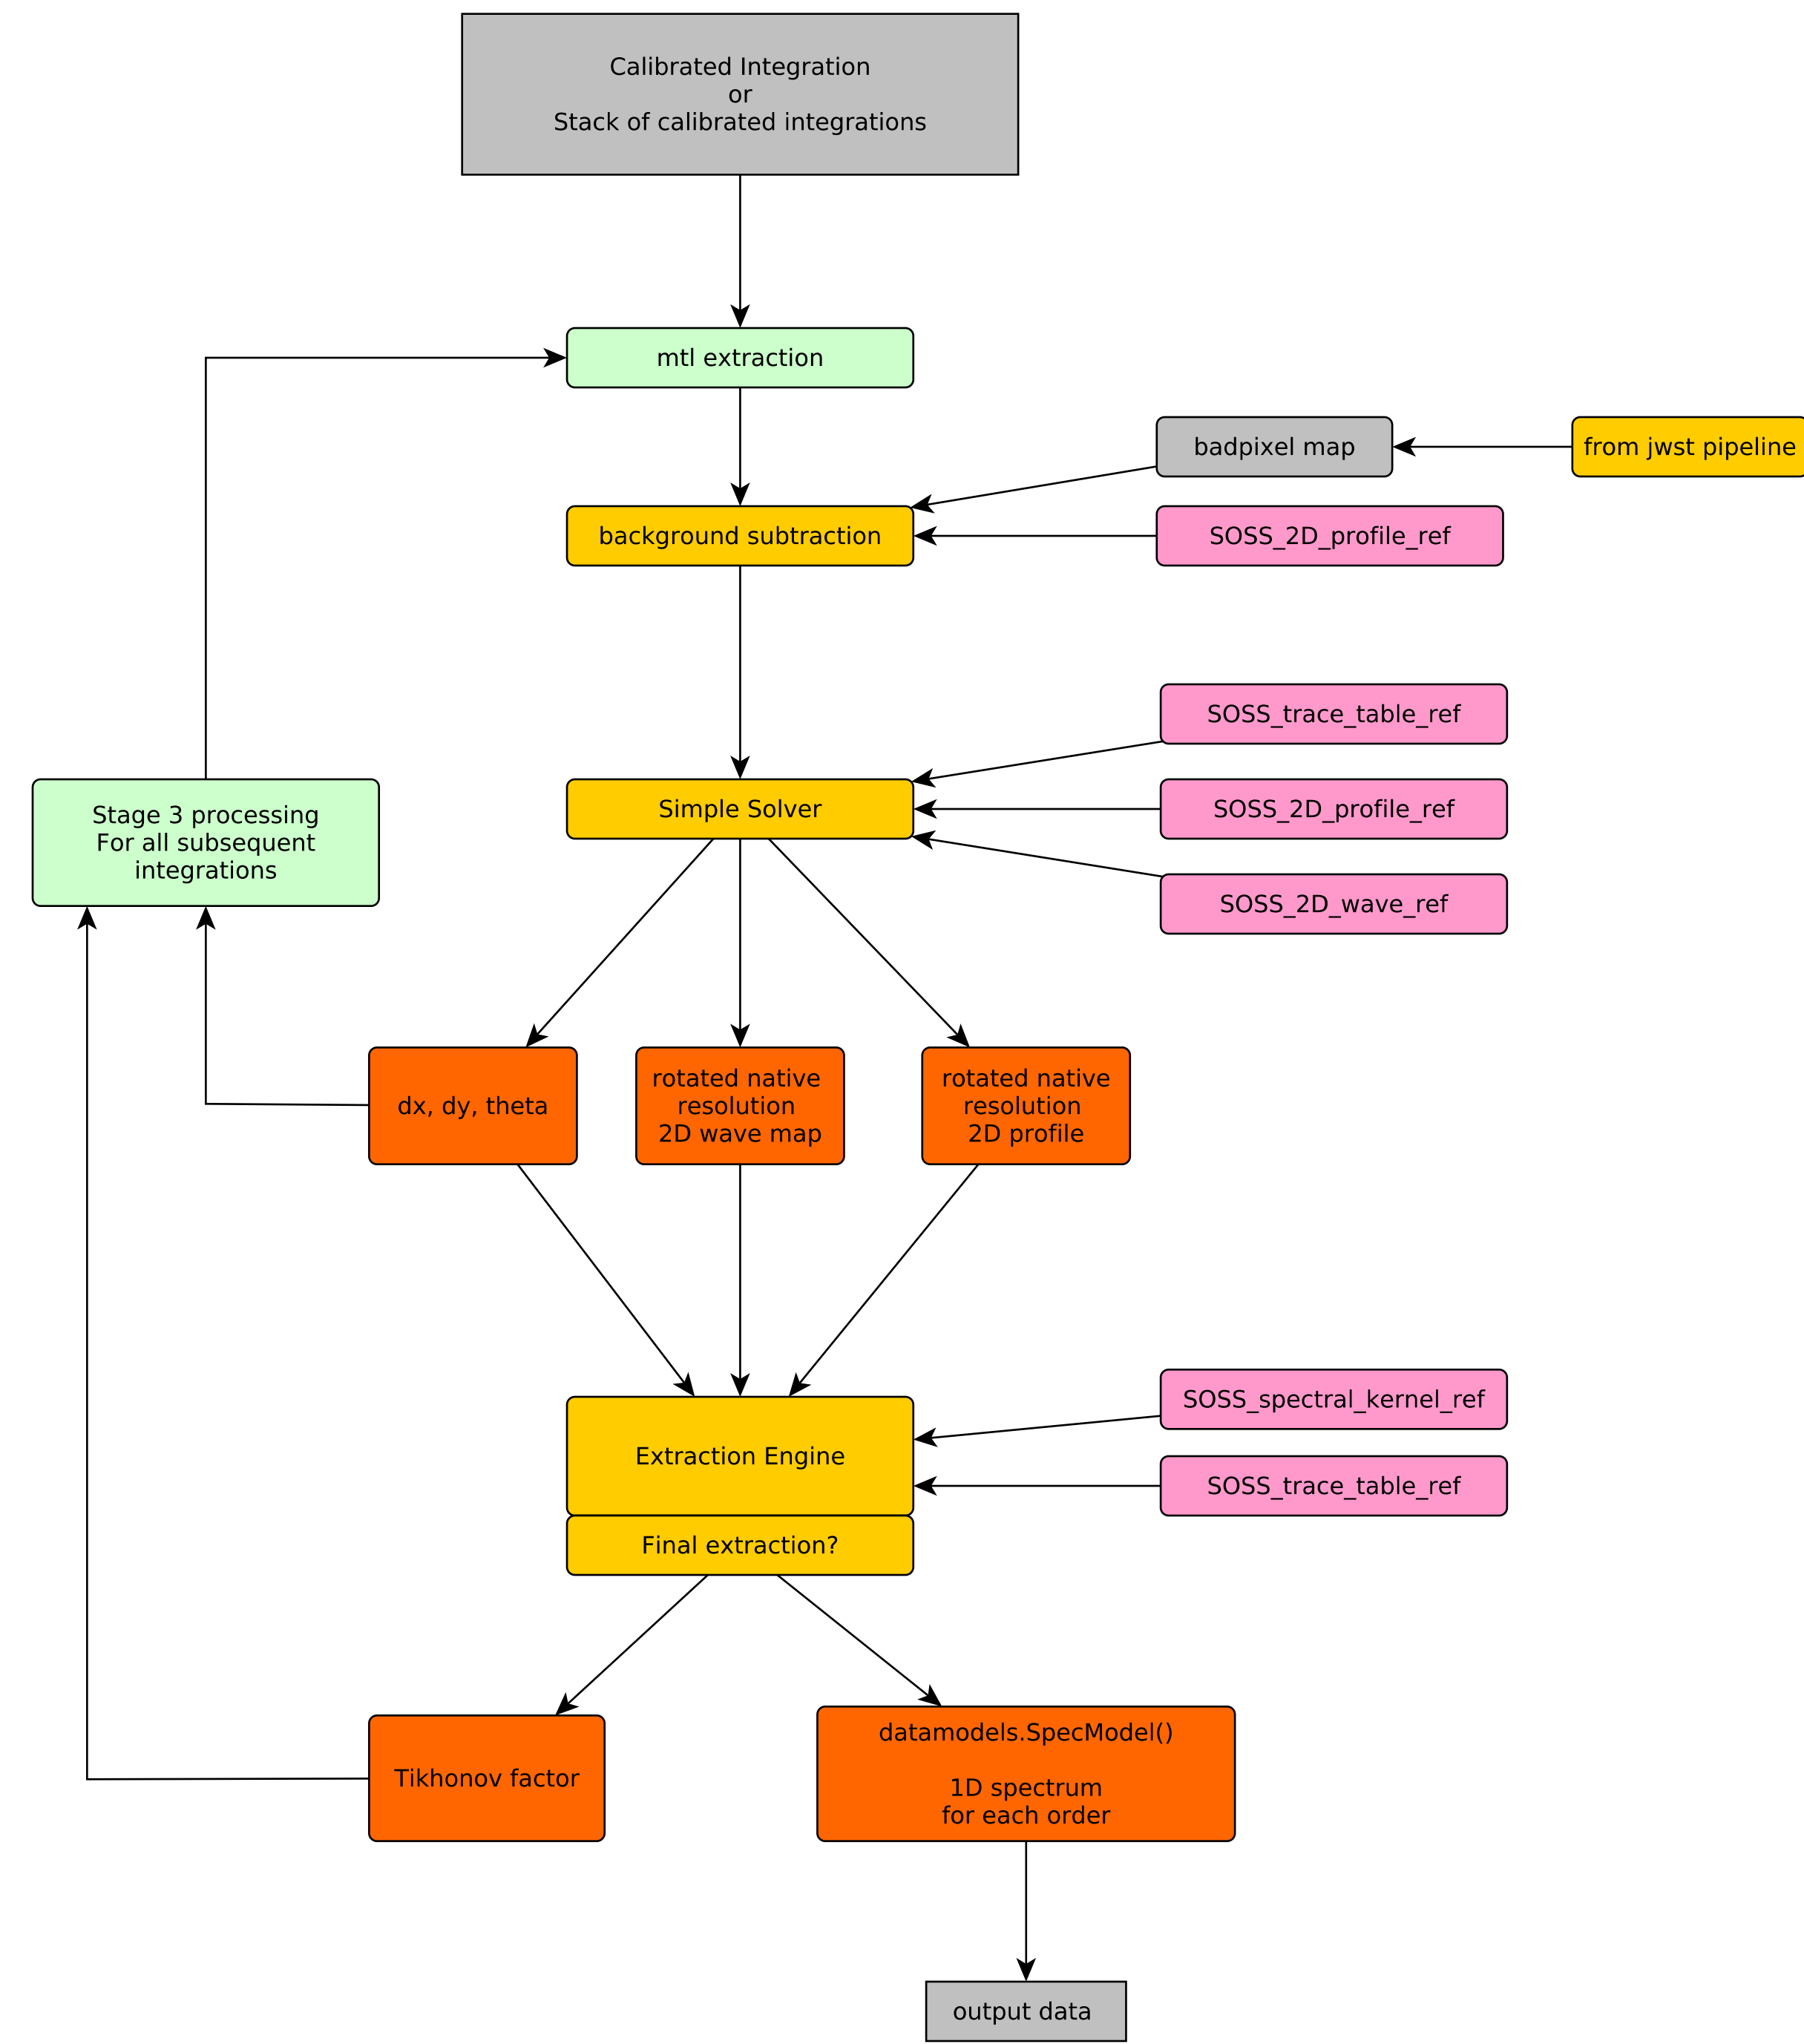 Calibrated Integration
or
Stack of calibrated integrations
mtl extraction
badpixel map
from jwst pipeline
background subtraction
SOSS_2D_profile_ref
SOSS_trace_table_ref
Simple Solver
SOSS_2D_profile_ref
Stage 3 processing
For all subsequent
integrations
SOSS_2D_wave_ref
dx, dy, theta
rotated native
resolution
2D wave map
rotated native
resolution
2D profile
SOSS_spectral_kernel_ref
Extraction Engine
SOSS_trace_table_ref
Final extraction?
Tikhonov factor
datamodels.SpecModel()
1D spectrum
for each order
output data